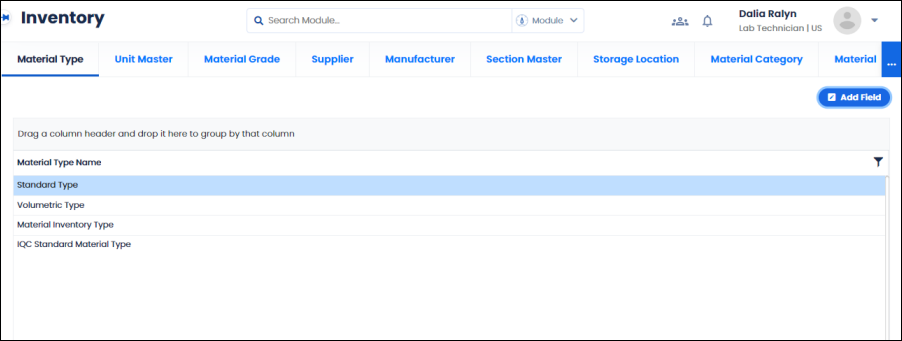 Inventory
Search Module...
Module
Dalia Ralyn
Lab Technician | US
Material Type
Unit Master
Material Grade
Supplier
Manufacturer
Section Master
Storage Location
Material Category
Material
...
Add Field
Drag a column header and drop it here to group by that column
Material Type Name
Standard Type
Volumetric Type
Material Inventory Type
IQC Standard Material Type